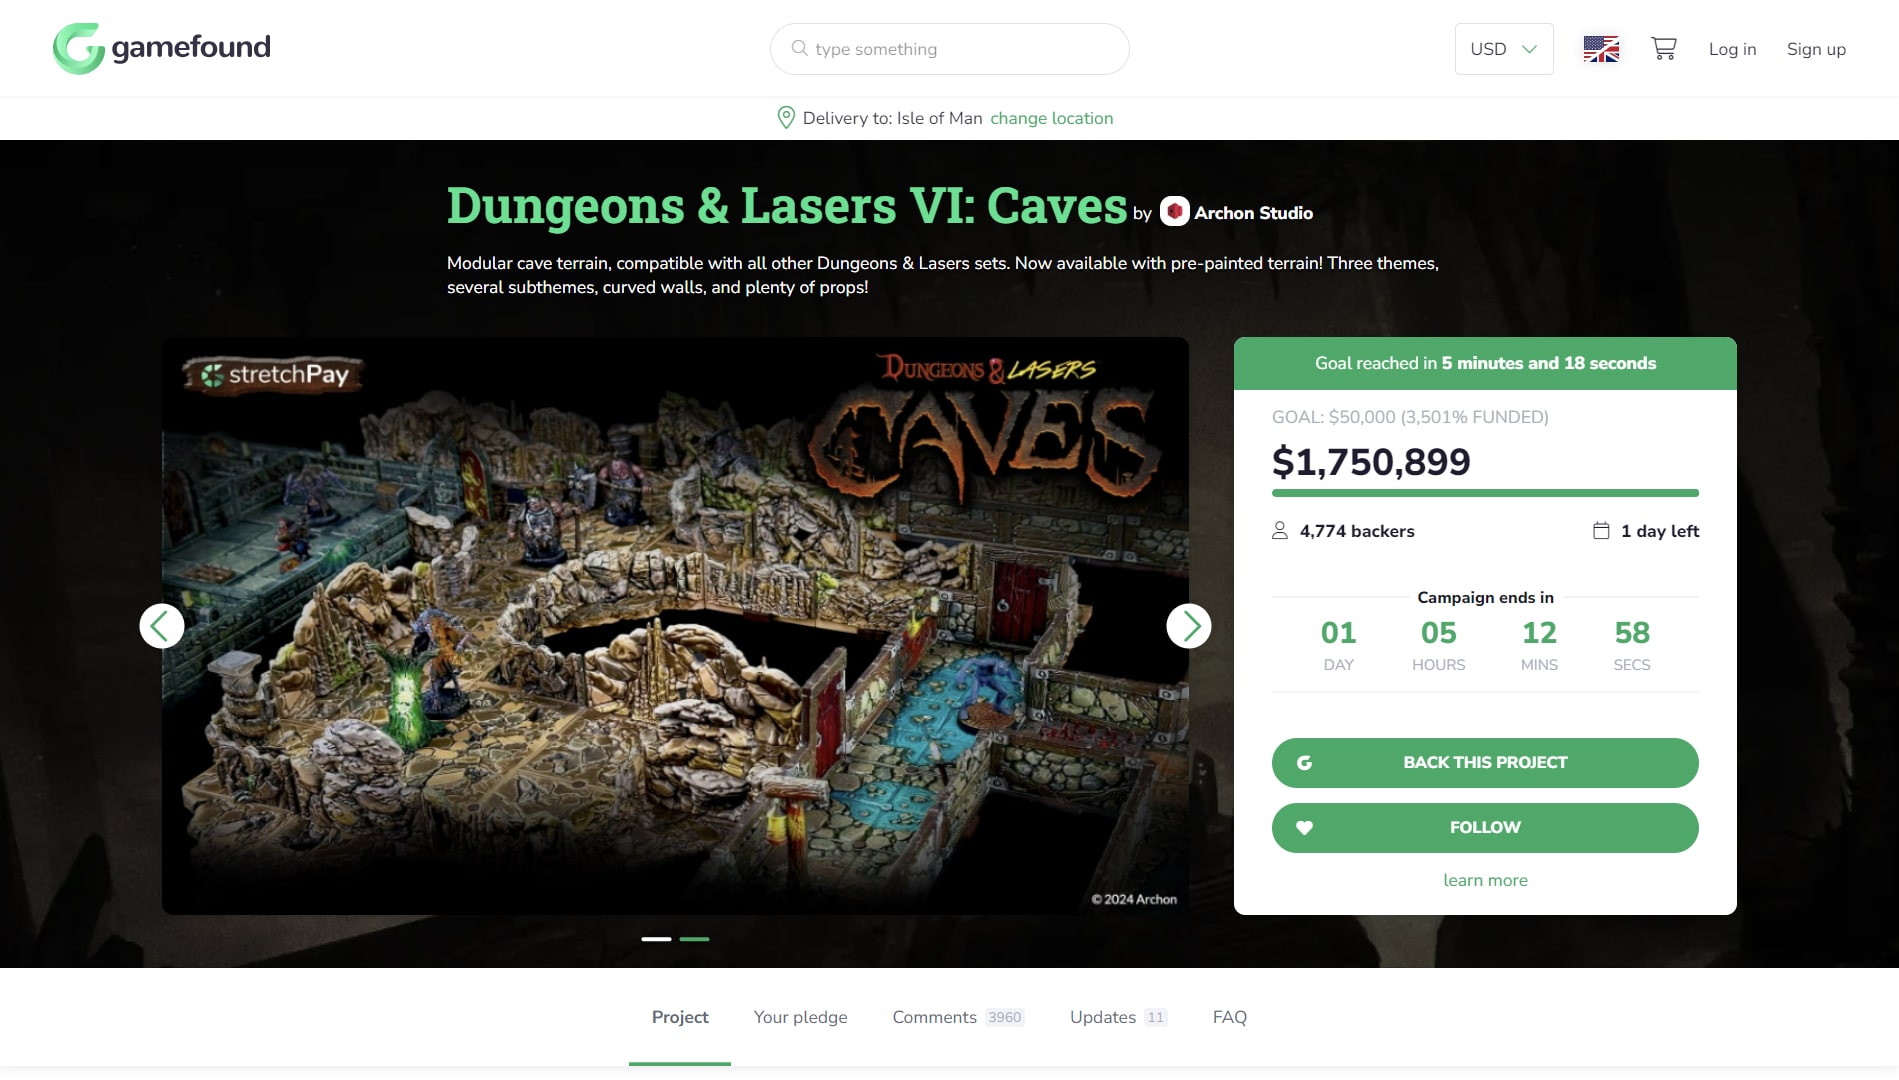 gamefound
type something
USD
Log in
Sign up
Delivery to: Isle of Man change location
Dungeons & Lasers VI: Caves by Archon Studio
Modular cave terrain, compatible with all other Dungeons & Lasers sets. Now available with pre-painted terrain! Three themes,
several subthemes, curved walls, and plenty of props!
stretchPay
DUNGEONS & LASERS
CAVES
© 2024 Archon
Goal reached in 5 minutes and 18 seconds
GOAL: $50,000 (3,501% FUNDED)
$1,750,899
4,774 backers
1 day left
Campaign ends in
01 05 12 58
DAY HOURS MINS SECS
BACK THIS PROJECT
FOLLOW
learn more
Project
Your pledge
Comments 3960
Updates 11
FAQ